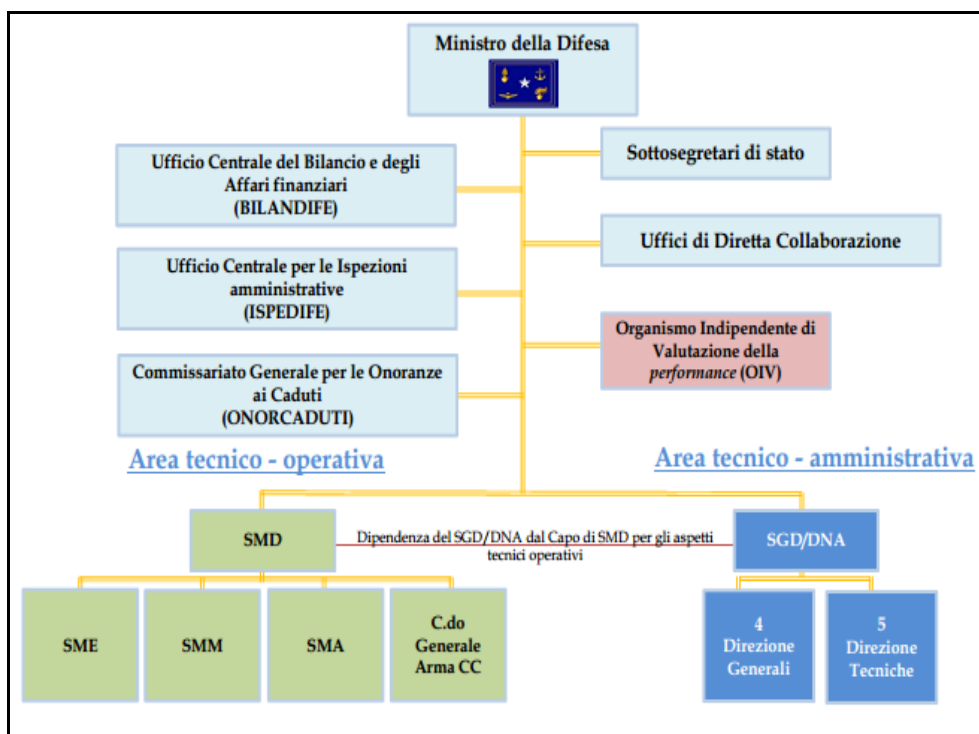 Ministro della Difesa
Ufficio Centrale del Bilancio e degli
Affari finanziari
(BILANDIFE)
Sottosegretari di stato
Uffici di Diretta Collaborazione
Ufficio Centrale per le Ispezioni
amministrative
(ISPEDIFE)
Organismo Indipendente di
Valutazione della
performance (OIV)
Commissariato Generale per le Onoranze
ai Caduti
(ONORCADUTI)
Area tecnico - operativa
Area tecnico - amministrativa
SMD
Dipendenza del SGD/DNA dal Capo di SMD per gli aspetti
tecnici operativi
SGD/DNA
SME
SMM
SMA
C.do
Generale
Arma CC
4
Direzione
Generali
5
Direzione
Tecniche